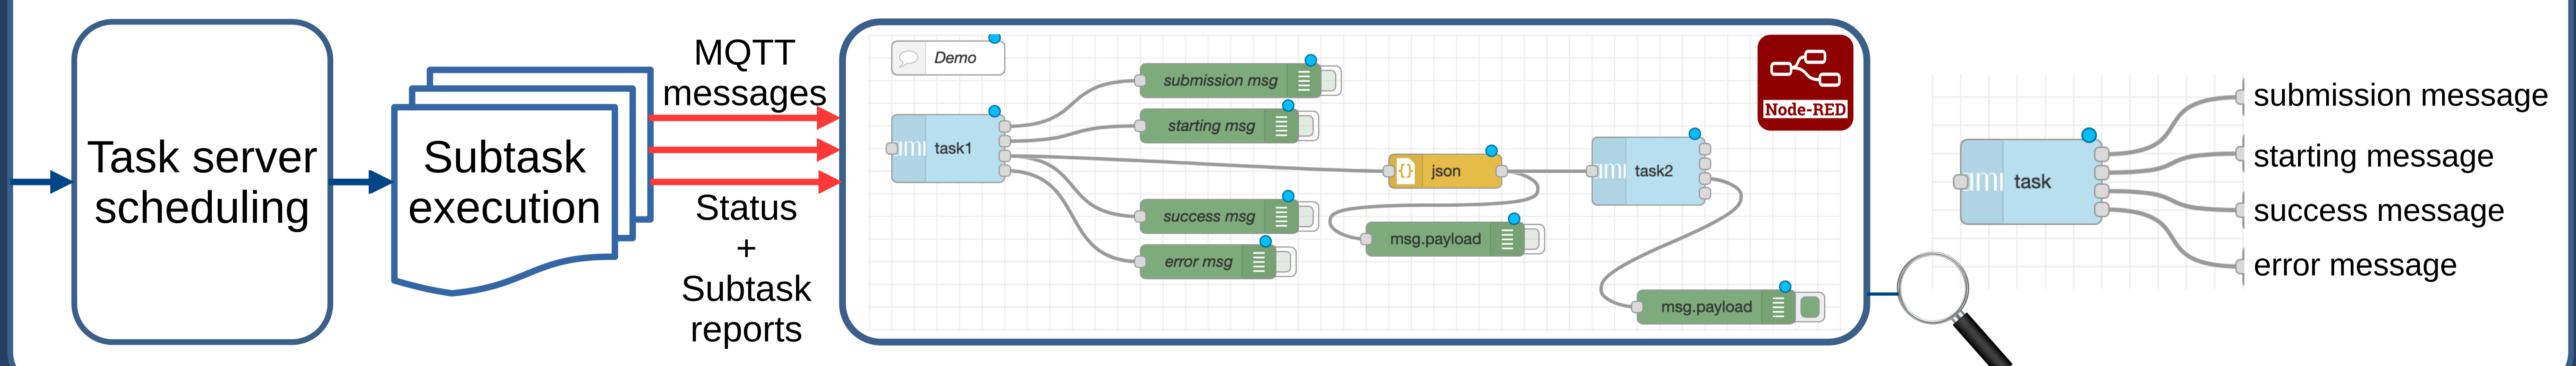 Task server
scheduling
Subtask
execution
MQTT
messages
Status
+
Subtask
reports
Demo
submission msg
starting msg
task1
success msg
error msg
json
msg.payload
task2
msg.payload
Node-RED
task
submission message
starting message
success message
error message